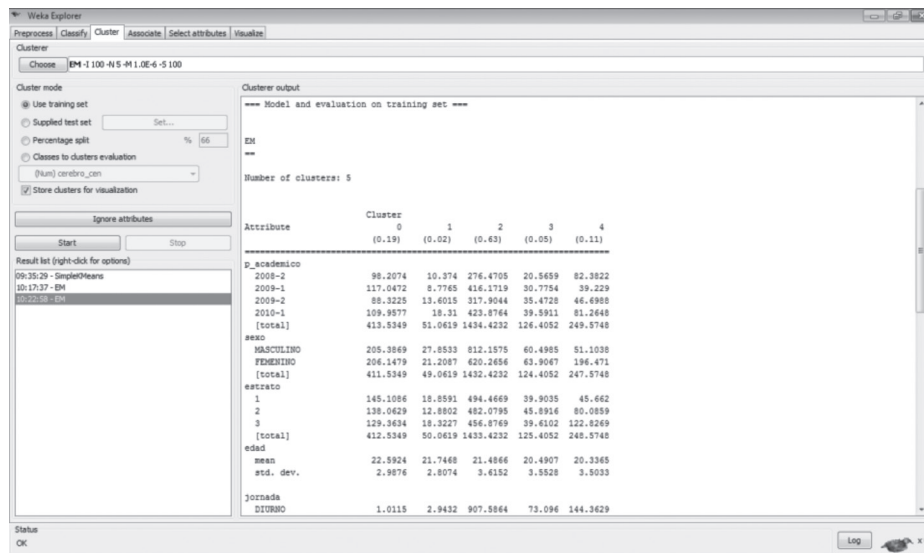 Weka Explorer
Preprocess Classify Cluster Associate Select attributes Visualize
Clusterer
Choose EM -I 100 -N 5 -M 1.0E-6 -S 100
Cluster mode
Use training set
Supplied test set Set...
Percentage split % 66
Classes to clusters evaluation
(Num) cerebro_cen
Store clusters for visualization
Ignore attributes
Start Stop
Result list (right-click for options)
09:35:29 - SimpleKMeans
10:17:37 - EM
10:22:58 - EM
Clusterer output
=== Model and evaluation on training set ===
EM
==
Number of clusters: 5
Cluster
Attribute 0 1 2 3 4
(0.19) (0.02) (0.63) (0.05) (0.11)
p_academico
2008-2 98.2074 10.374 276.4705 20.5659 82.3822
2009-1 117.0472 8.7765 416.1719 30.7754 39.229
2009-2 88.3225 13.6015 317.9044 35.4728 46.6988
2010-1 109.9577 18.31 423.8764 39.5911 81.2648
[total] 413.5349 51.0619 1434.4232 126.4052 249.5748
sexo
MASCULINO 205.3869 27.8533 812.1575 60.4985 51.1038
FEMENINO 206.1479 21.2087 620.2656 63.9067 196.471
[total] 411.5349 49.0619 1432.4232 124.4052 247.5748
estrato
1 145.1086 18.8591 494.4669 39.9035 45.662
2 138.0629 12.8802 482.0795 45.8916 80.0859
3 129.3634 18.3227 456.8769 39.6102 122.8269
[total] 412.5349 50.0619 1433.4232 125.4052 248.5748
edad
mean 22.5924 21.7468 21.4866 20.4907 20.3365
std. dev. 2.9876 2.8074 3.6152 3.5528 3.5033
jornada
DIURNO 1.0115 2.9432 907.5864 73.096 144.3629
Status
OK
Log
x 0